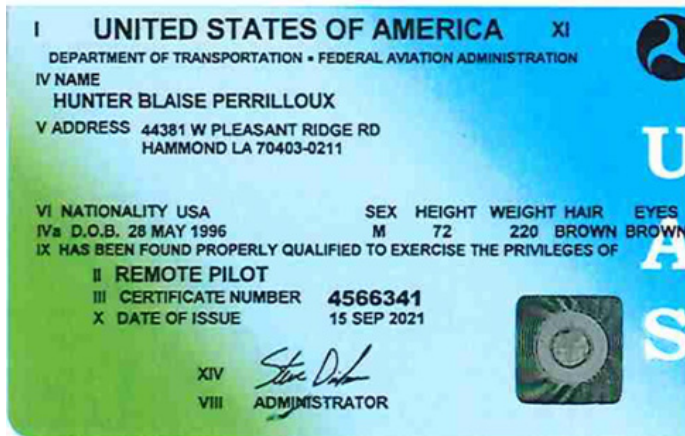 I UNITED STATES OF AMERICA XI
DEPARTMENT OF TRANSPORTATION • FEDERAL AVIATION ADMINISTRATION
IV NAME
HUNTER BLAISE PERRILLOUX
V ADDRESS 44381 W PLEASANT RIDGE RD
HAMMOND LA 70403-0211
VI NATIONALITY USA SEX HEIGHT WEIGHT HAIR EYES
IVa D.O.B. 28 MAY 1996 M 72 220 BROWN BROWN
IX HAS BEEN FOUND PROPERLY QUALIFIED TO EXERCISE THE PRIVILEGES OF
II REMOTE PILOT
III CERTIFICATE NUMBER 4566341
X DATE OF ISSUE 15 SEP 2021
XIV Steve Dickson
VIII ADMINISTRATOR
UAS